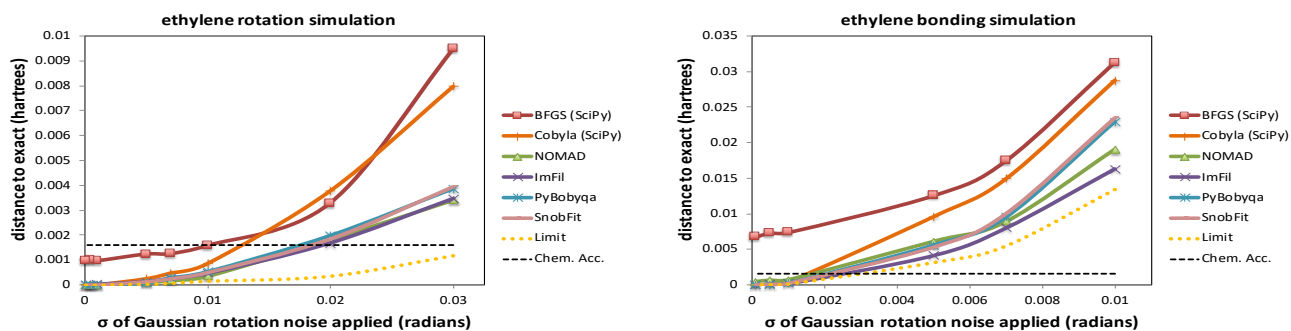 ethylene rotation simulation
distance to exact (hartrees)
0.01
0.009
0.008
0.007
0.006
0.005
0.004
0.003
0.002
0.001
0
0
0.01
0.02
0.03
σ of Gaussian rotation noise applied (radians)
BFGS (SciPy)
Cobyla (SciPy)
NOMAD
ImFil
PyBobyqa
SnobFit
Limit
Chem. Acc.
ethylene bonding simulation
distance to exact (hartrees)
0.035
0.03
0.025
0.02
0.015
0.01
0.005
0
0
0.002
0.004
0.006
0.008
0.01
σ of Gaussian rotation noise applied (radians)
BFGS (SciPy)
Cobyla (SciPy)
NOMAD
ImFil
PyBobyqa
SnobFit
Limit
Chem. Acc.